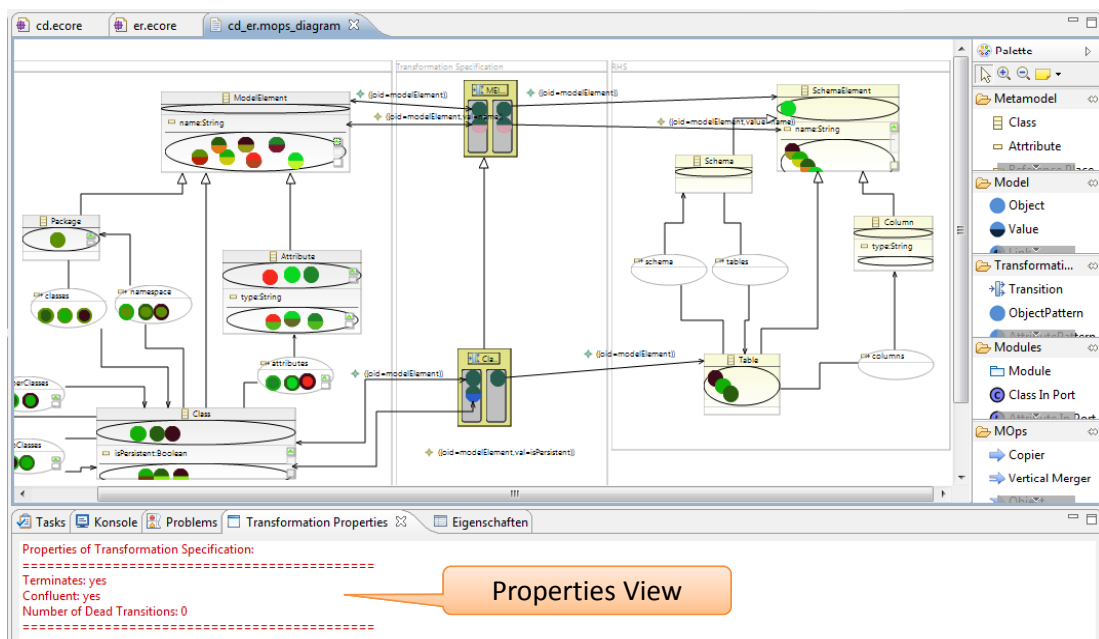 cd.ecore
er.ecore
cd_er.mops_diagram
Transformation Specification
RHS
Palette
Metamodel
Class
Atrtribute
Model
Object
Value
Transformati...
Transition
ObjectPattern
Modules
Module
Class In Port
MOps
Copier
Vertical Merger
ModelElement
name:String
{(oid=modelElement)}
{(oid=modelElement,val=name)}
{(oid=modelElement)}
{(oid=modelElement,value=name)}
SchemaElement
name:String
Schema
Column
type:String
schema
tables
Package
classes
namespace
Attribute
type:String
attributes
Cla..
{(oid=modelElement)}
{(oid=modelElement)}
Table
columns
Class
isPersistent:Boolean
{(oid=modelElement,val=isPersistent)}
Tasks
Konsole
Problems
Transformation Properties
Eigenschaften
Properties of Transformation Specification:
==============================================
Terminates: yes
Confluent: yes
Number of Dead Transitions: 0
==============================================
Properties View